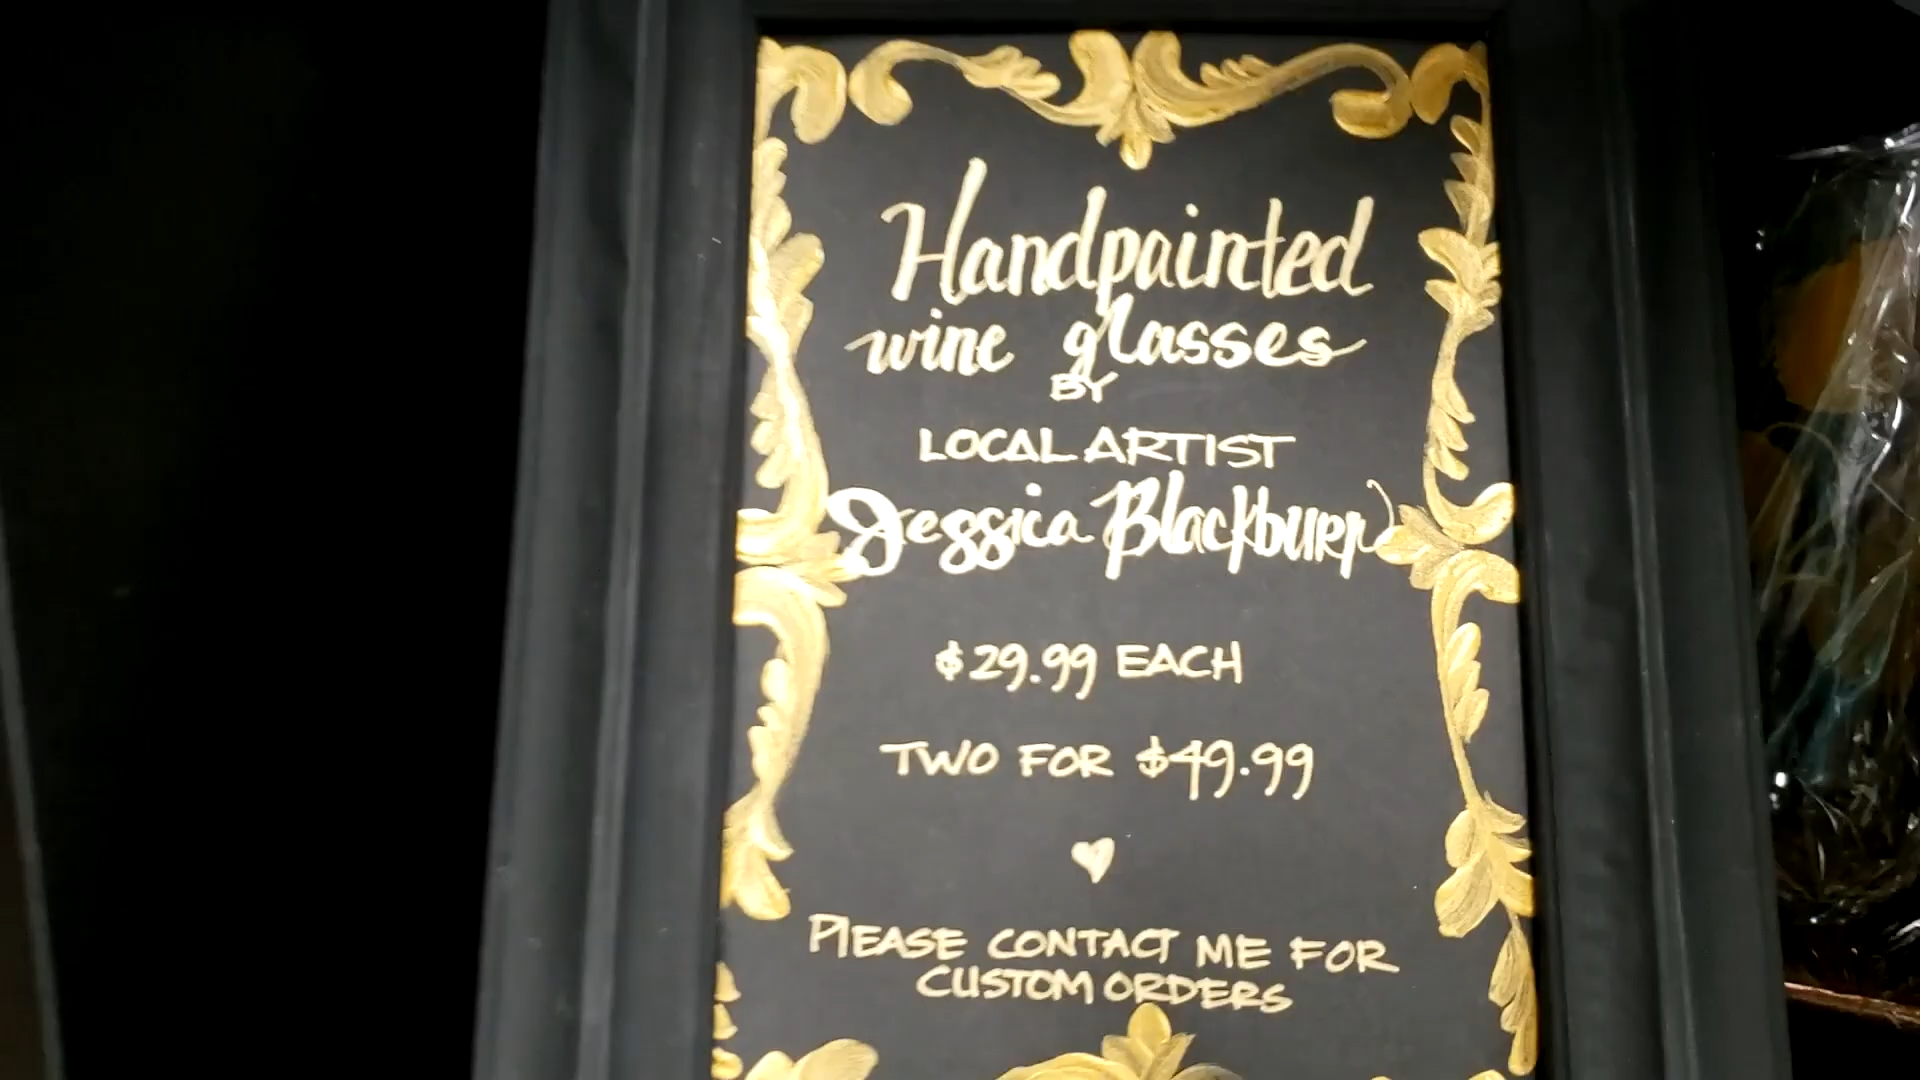 Handpainted
wine glasses
BY
LOCAL ARTIST
Jessica Blackburn
$29.99 EACH
TWO FOR $49.99
PLEASE CONTACT ME FOR
CUSTOM ORDERS